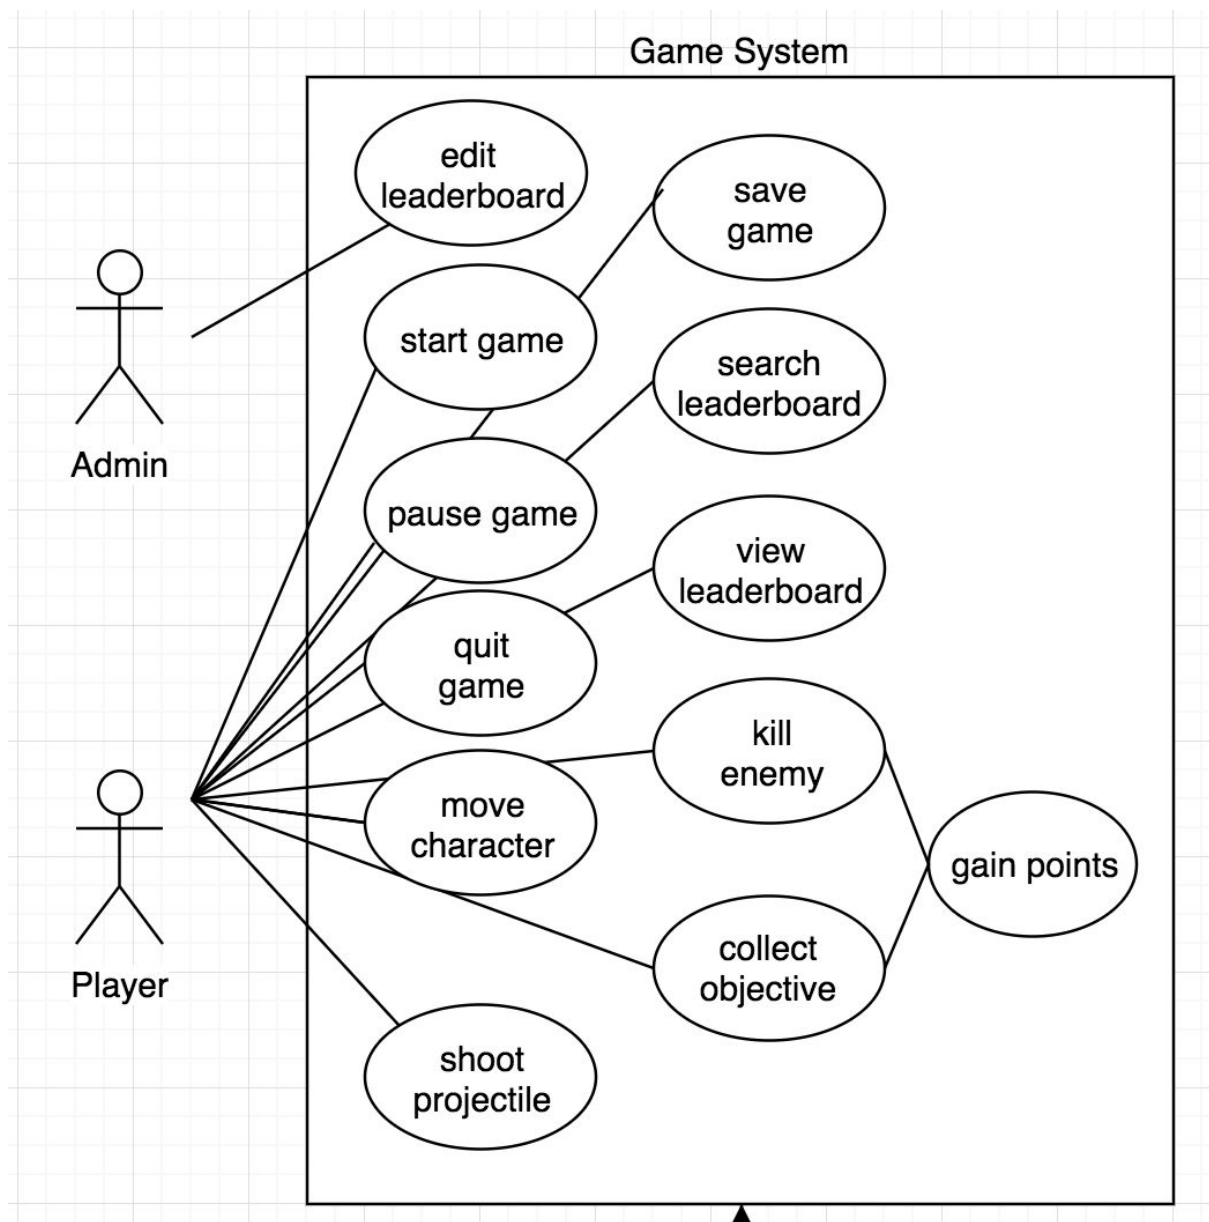 Game System
edit
leaderboard
save
game
start game
search
leaderboard
Admin
pause game
view
leaderboard
quit
game
kill
enemy
move
character
gain points
collect
objective
Player
shoot
projectile